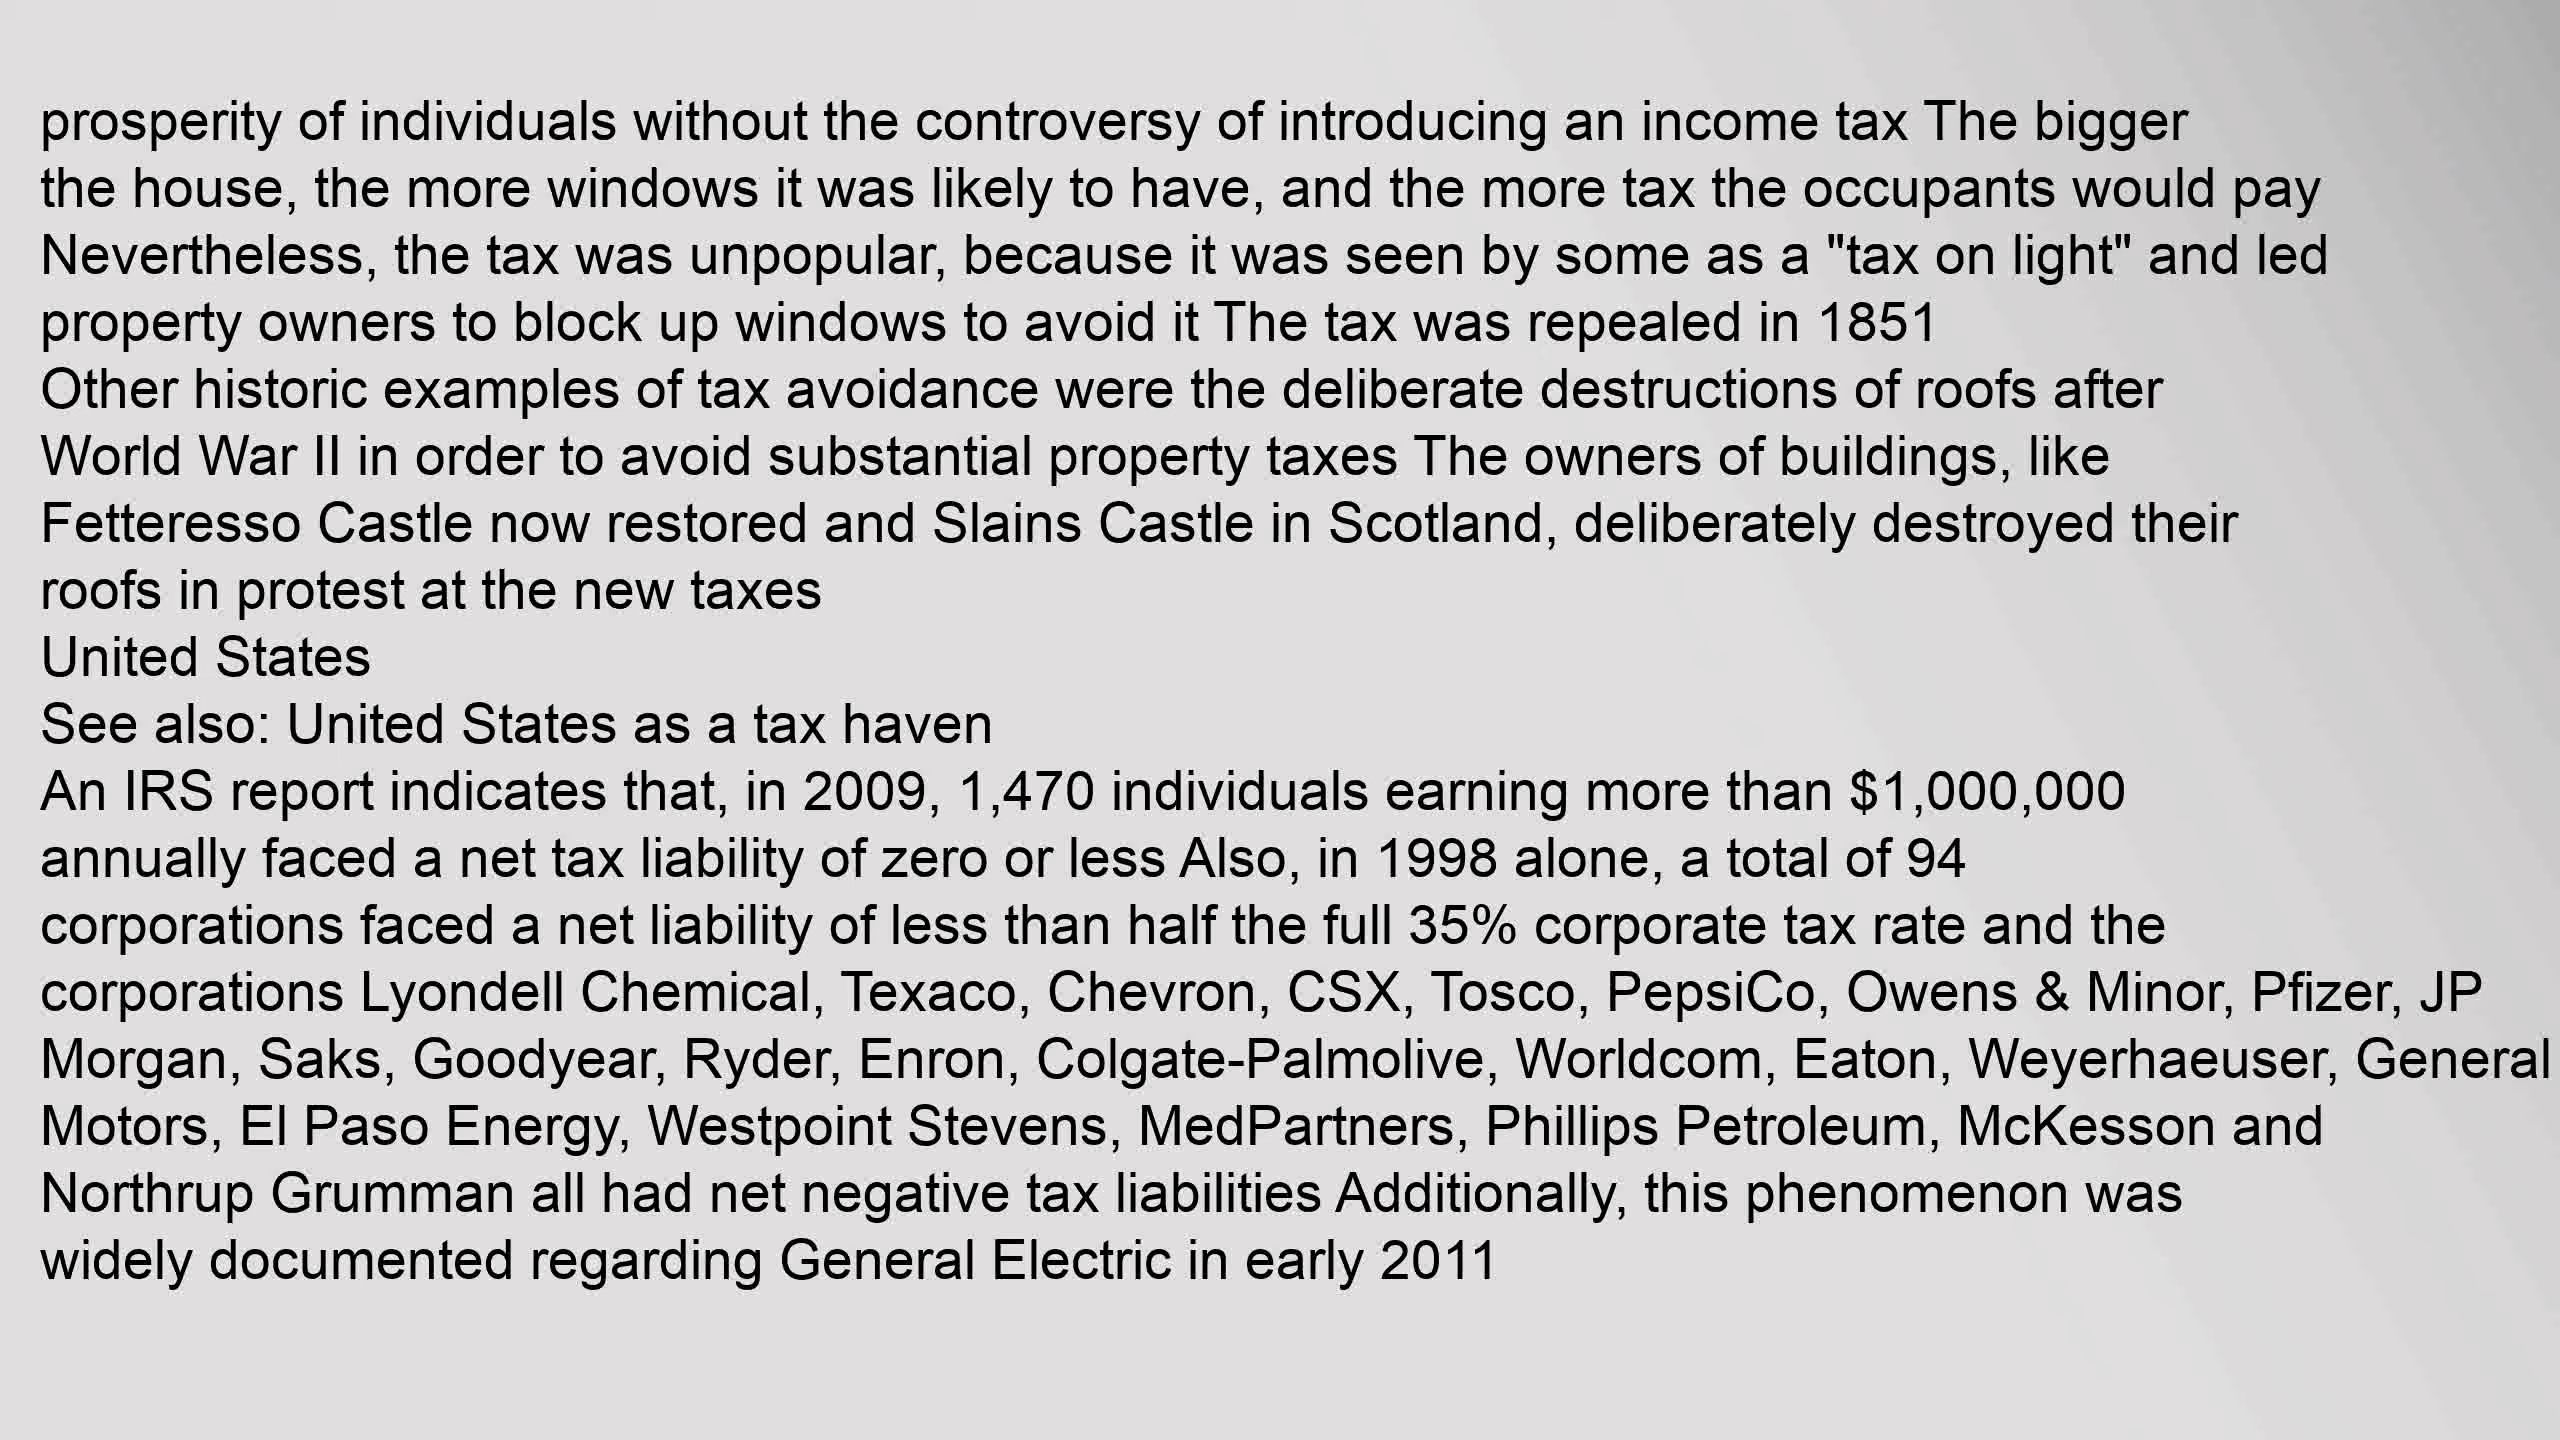 prosperity of individuals without the controversy of introducing an income tax The bigger
the house, the more windows it was likely to have, and the more tax the occupants would pay
Nevertheless, the tax was unpopular, because it was seen by some as a "tax on light" and led
property owners to block up windows to avoid it The tax was repealed in 1851
Other historic examples of tax avoidance were the deliberate destructions of roofs after
World War II in order to avoid substantial property taxes The owners of buildings, like
Fetteresso Castle now restored and Slains Castle in Scotland, deliberately destroyed their
roofs in protest at the new taxes
United States
See also: United States as a tax haven
An IRS report indicates that, in 2009, 1,470 individuals earning more than $1,000,000
annually faced a net tax liability of zero or less Also, in 1998 alone, a total of 94
corporations faced a net liability of less than half the full 35% corporate tax rate and the
corporations Lyondell Chemical, Texaco, Chevron, CSX, Tosco, PepsiCo, Owens & Minor, Pfizer, JP
Morgan, Saks, Goodyear, Ryder, Enron, Colgate-Palmolive, Worldcom, Eaton, Weyerhaeuser, General
Motors, El Paso Energy, Westpoint Stevens, MedPartners, Phillips Petroleum, McKesson and
Northrup Grumman all had net negative tax liabilities Additionally, this phenomenon was
widely documented regarding General Electric in early 2011